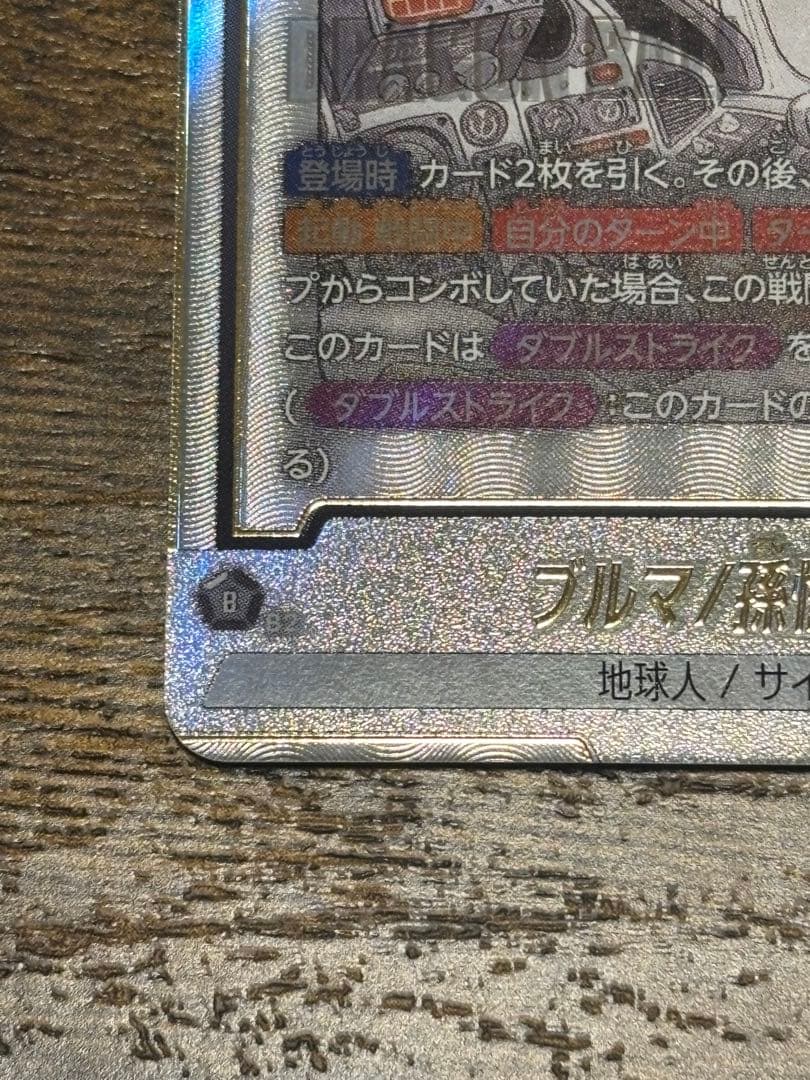 登場時 カード2枚を引く。その後、
起動 戦闘中 自分のターン中 ター
プからコンボしていた場合、この戦闘
このカードは ダブルストライク を
( ダブルストライク :このカードの
る)
B B2
ブルマ/孫
地球人 / サイ